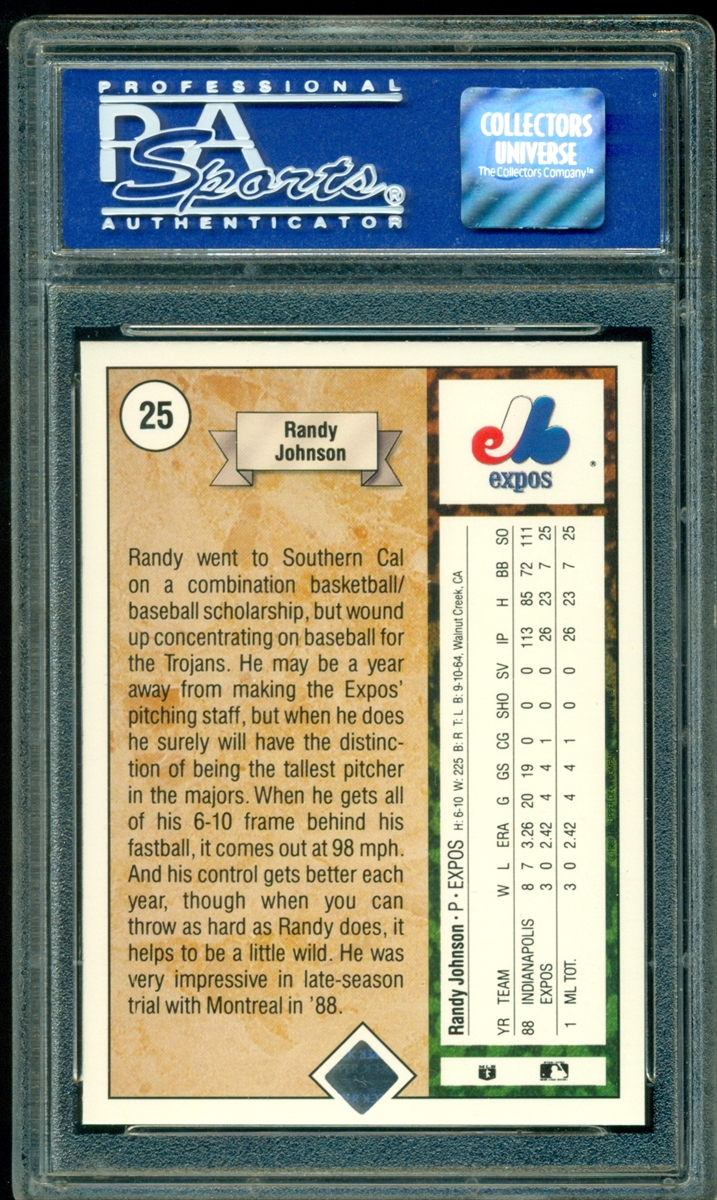 PROFESSIONAL
PSA
Sports®
AUTHENTICATOR
COLLECTORS
UNIVERSE
The Collectors Company™
25
Randy
Johnson
expos
®
Randy went to Southern Cal
on a combination basketball/
baseball scholarship, but wound
up concentrating on baseball for
the Trojans. He may be a year
away from making the Expos'
pitching staff, but when he does
he surely will have the distinc-
tion of being the tallest pitcher
in the majors. When he gets all
of his 6-10 frame behind his
fastball, it comes out at 98 mph.
And his control gets better each
year, though when you can
throw as hard as Randy does, it
helps to be a little wild. He was
very impressive in late-season
trial with Montreal in '88.
Randy Johnson • P • EXPOS H: 6-10 W: 225 B: R T: L B: 9-10-64, Walnut Creek, CA
YR TEAM W L ERA G GS CG SHO SV IP H BB SO
88 INDIANAPOLIS 8 7 3.26 20 19 0 0 0 113 85 72 111
EXPOS 3 0 2.42 4 4 1 0 0 26 23 7 25
1 ML TOT. 3 0 2.42 4 4 1 0 0 26 23 7 25